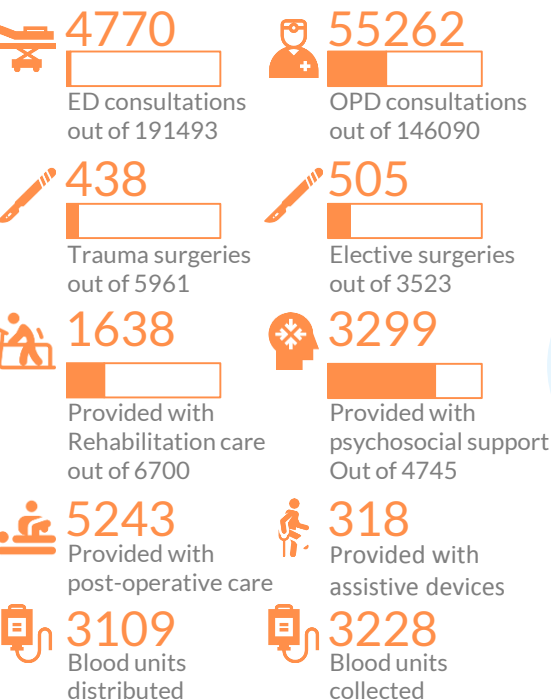 4770
ED consultations
out of 191493
55262
OPD consultations
out of 146090
438
Trauma surgeries
out of 5961
505
Elective surgeries
out of 3523
1638
Provided with
Rehabilitation care
out of 6700
3299
Provided with
psychosocial support
Out of 4745
5243
Provided with
post-operative care
318
Provided with
assistive devices
3109
Blood units
distributed
3228
Blood units
collected